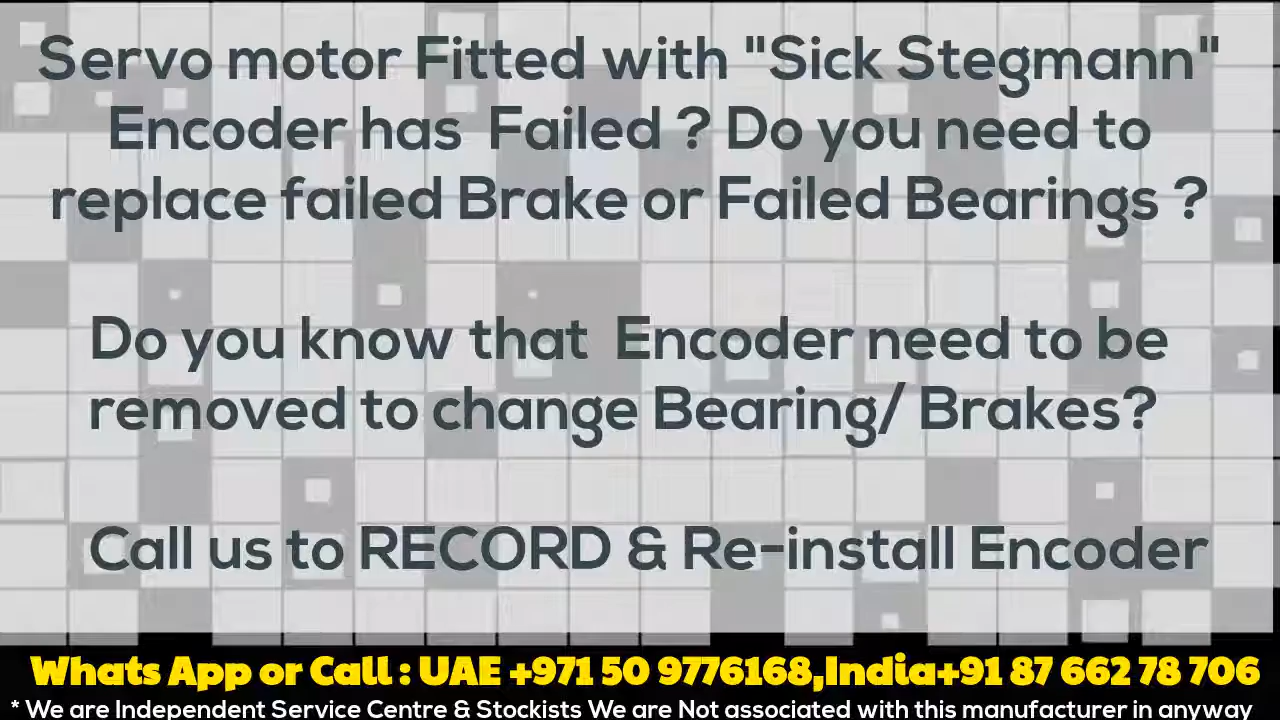 Servo motor Fitted with "Sick Stegmann"
Encoder has Failed ? Do you need to
replace failed Brake or Failed Bearings ?
Do you know that Encoder need to be
removed to change Bearing/ Brakes?
Call us to RECORD & Re-install Encoder
Whats App or Call : UAE +971 50 9776168,India+91 87 662 78 706
* We are Independent Service Centre & Stockists We are Not associated with this manufacturer in anyway